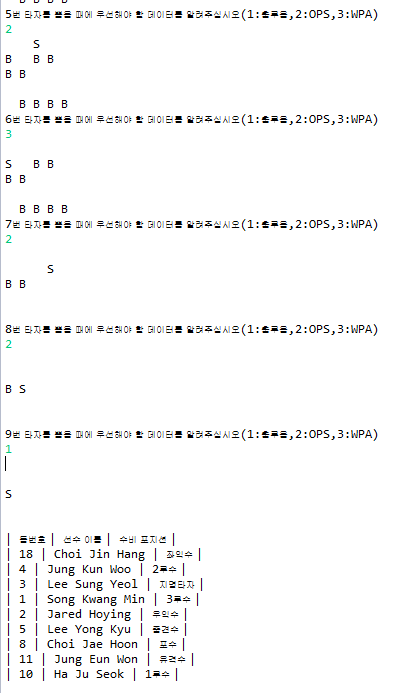 B B B B
5번 타자를 뽑을 때에 우선해야 할 데이터를 알려주십시오(1:출루율,2:OPS,3:WPA)
2
S
B B B
B B
B B B B
6번 타자를 뽑을 때에 우선해야 할 데이터를 알려주십시오(1:출루율,2:OPS,3:WPA)
3
S B B
B B
B B B B
7번 타자를 뽑을 때에 우선해야 할 데이터를 알려주십시오(1:출루율,2:OPS,3:WPA)
2
S
B B
8번 타자를 뽑을 때에 우선해야 할 데이터를 알려주십시오(1:출루율,2:OPS,3:WPA)
2
B S
9번 타자를 뽑을 때에 우선해야 할 데이터를 알려주십시오(1:출루율,2:OPS,3:WPA)
1
S
| 등번호 | 선수 이름 | 수비 포지션 |
| 18 | Choi Jin Hang | 좌익수 |
| 4 | Jung Kun Woo | 2루수 |
| 3 | Lee Sung Yeol | 지명타자 |
| 1 | Song Kwang Min | 3루수 |
| 2 | Jared Hoying | 우익수 |
| 5 | Lee Yong Kyu | 중견수 |
| 8 | Choi Jae Hoon | 포수 |
| 11 | Jung Eun Won | 유격수 |
| 10 | Ha Ju Seok | 1루수 |